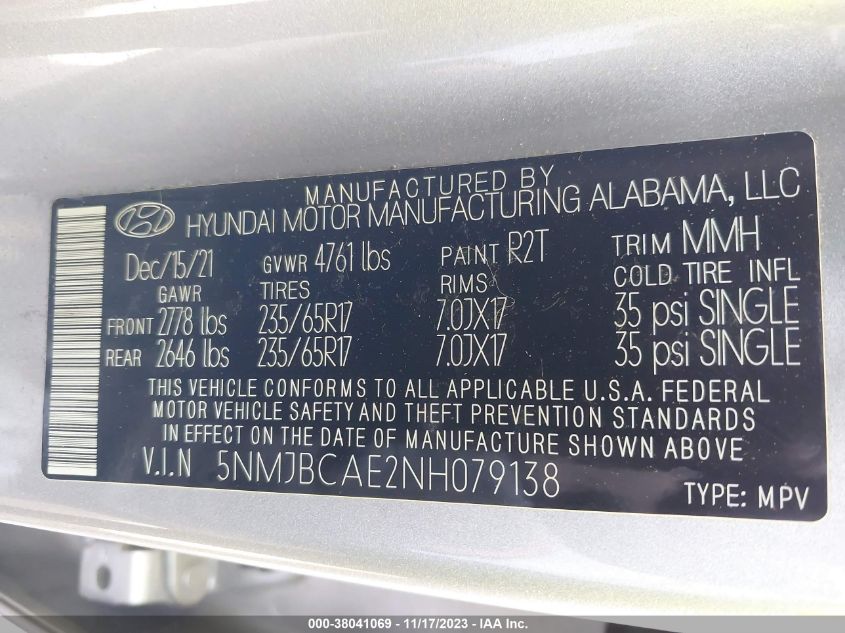 MANUFACTURED BY
HYUNDAI MOTOR MANUFACTURING ALABAMA, LLC
Dec/15/21 GVWR 4761 lbs PAINT R2T TRIM MMH
GAWR TIRES RIMS COLD TIRE INFL
FRONT 2778 lbs 235/65R17 7.0JX17 35 psi SINGLE
REAR 2646 lbs 235/65R17 7.0JX17 35 psi SINGLE
THIS VEHICLE CONFORMS TO ALL APPLICABLE U.S.A. FEDERAL
MOTOR VEHICLE SAFETY AND THEFT PREVENTION STANDARDS
IN EFFECT ON THE DATE OF MANUFACTURE SHOWN ABOVE
V.I.N 5NMJBCAE2NH079138 TYPE: MPV
000-38041069 - 11/17/2023 - IAA Inc.